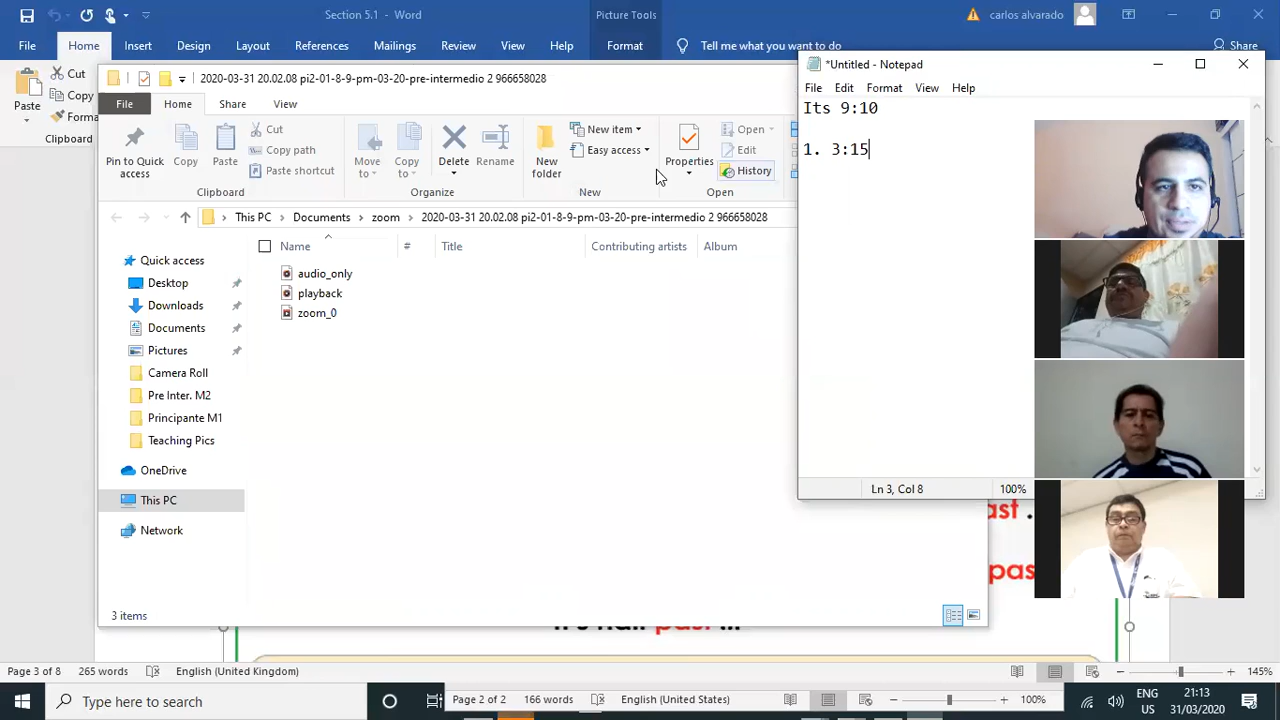 Section 5.1 - Word
Picture Tools
carlos alvarado
File Home Insert Design Layout References Mailings Review View Help Format Tell me what you want to do Share
Cut
Copy
Forma
Paste
Clipboard
2020-03-31 20.02.08 pi2-01-8-9-pm-03-20-pre-intermedio 2 966658028
File Home Share View
Pin to Quick access
Copy
Paste
Cut
Copy path
Paste shortcut
Clipboard
Move to
Copy to
Delete
Rename
Organize
New folder
New item
Easy access
New
Properties
Open
Edit
History
Open
This PC > Documents > zoom > 2020-03-31 20.02.08 pi2-01-8-9-pm-03-20-pre-intermedio 2 966658028
Name # Title Contributing artists Album
audio_only
playback
zoom_0
Quick access
Desktop
Downloads
Documents
Pictures
Camera Roll
Pre Inter. M2
Principante M1
Teaching Pics
OneDrive
This PC
Network
3 items
*Untitled - Notepad
File Edit Format View Help
Its 9:10
1. 3:15
Ln 3, Col 8 100%
It's half past ...
Page 3 of 8 265 words English (United Kingdom) 145%
Type here to search
Page 2 of 2 166 words English (United States) 100%
ENG
21:13
31/03/2020